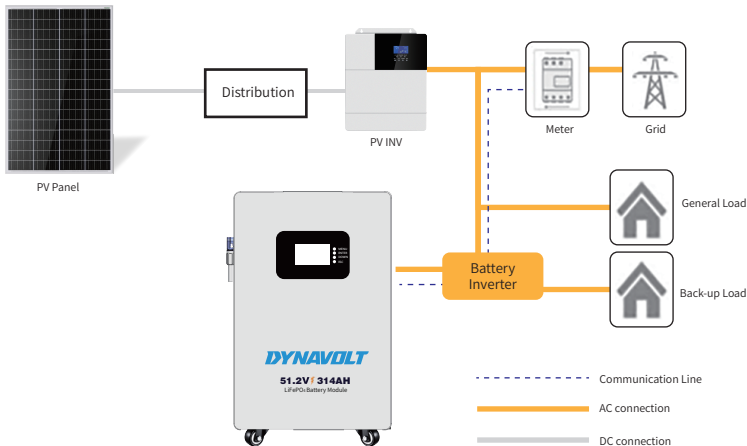 PV Panel
Distribution
PV INV
Meter
Grid
General Load
Battery
Inverter
Back-up Load
DYNAVOLT
51.2V 314AH
LiFePO₄ Battery Module
Communication Line
AC connection
DC connection